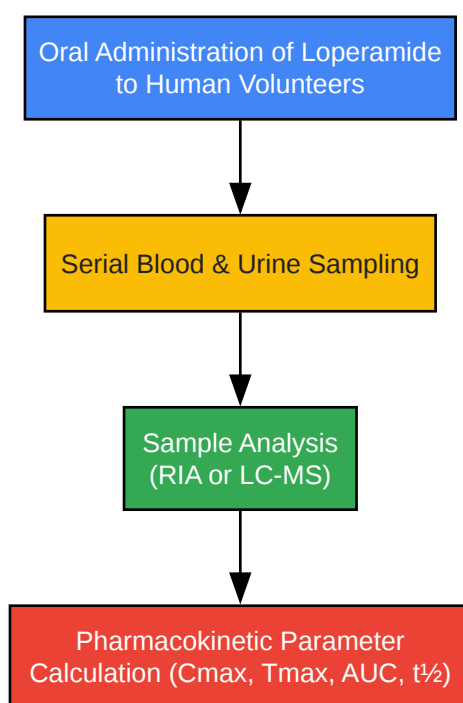 Oral Administration of Loperamide
to Human Volunteers
Serial Blood & Urine Sampling
Sample Analysis
(RIA or LC-MS)
Pharmacokinetic Parameter
Calculation (Cmax, Tmax, AUC, t½)